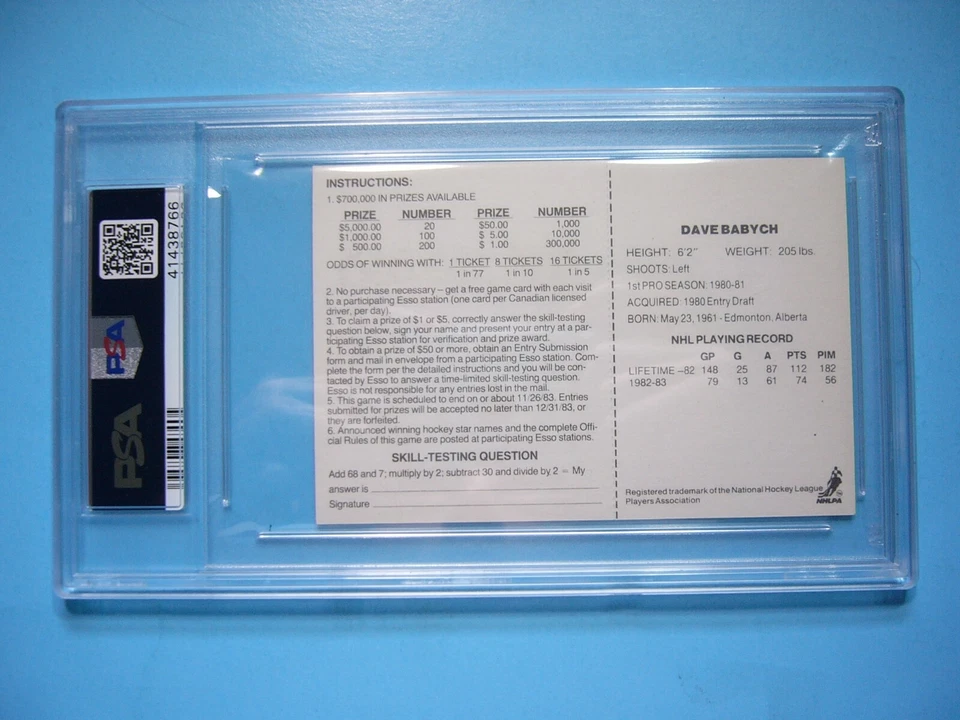 41438766
PSA
PSA
INSTRUCTIONS:
1. $700,000 IN PRIZES AVAILABLE
PRIZE NUMBER PRIZE NUMBER
$5,000.00 20 $50.00 1,000
$1,000.00 100 $ 5.00 10,000
$ 500.00 200 $ 1.00 300,000
ODDS OF WINNING WITH: 1 TICKET 8 TICKETS 16 TICKETS
1 in 77 1 in 10 1 in 5
2. No purchase necessary – get a free game card with each visit
to a participating Esso station (one card per Canadian licensed
driver, per day).
3. To claim a prize of $1 or $5, correctly answer the skill-testing
question below, sign your name and present your entry at a par-
ticipating Esso station for verification and prize award.
4. To obtain a prize of $50 or more, obtain an Entry Submission
form and mail in envelope from a participating Esso station. Com-
plete the form per the detailed instructions and you will be con-
tacted by Esso to answer a time-limited skill-testing question.
Esso is not responsible for any entries lost in the mail.
5. This game is scheduled to end on or about 11/26/83. Entries
submitted for prizes will be accepted no later than 12/31/83, or
they are forfeited.
6. Announced winning hockey star names and the complete Offi-
cial Rules of this game are posted at participating Esso stations.
SKILL-TESTING QUESTION
Add 68 and 7; multiply by 2; subtract 30 and divide by 2 = My
answer is
Signature
DAVE BABYCH
HEIGHT: 6'2" WEIGHT: 205 lbs.
SHOOTS: Left
1st PRO SEASON: 1980-81
ACQUIRED: 1980 Entry Draft
BORN: May 23, 1961 - Edmonton, Alberta
NHL PLAYING RECORD
GP G A PTS PIM
LIFETIME –82 148 25 87 112 182
1982-83 79 13 61 74 56
Registered trademark of the National Hockey League
Players Association
NHLPA